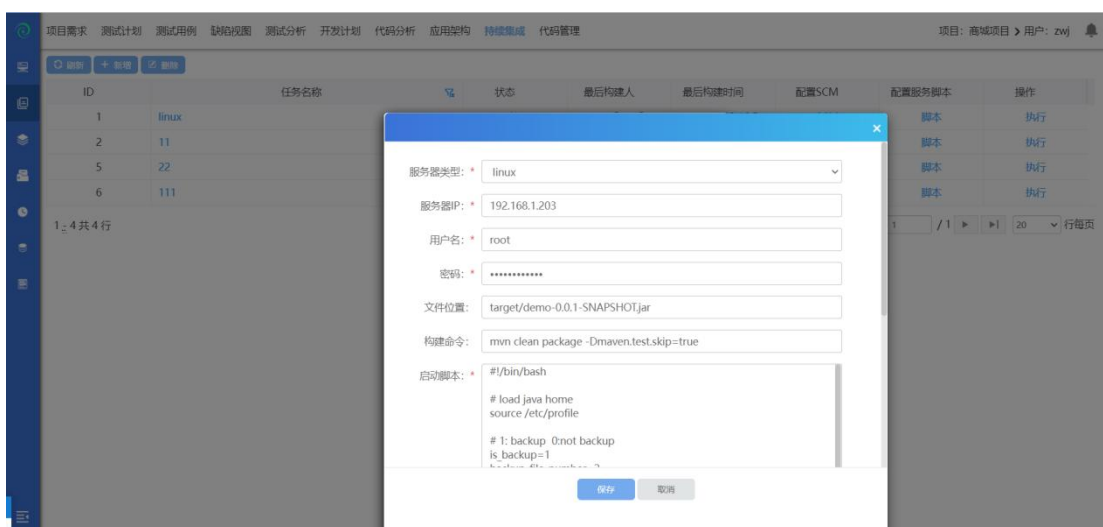 项目需求 测试计划 测试用例 缺陷视图 测试分析 开发计划 代码分析 应用架构 持续集成 代码管理 项目: 商城项目 用户: zwj
刷新 新增 删除
ID 任务名称 状态 最后构建人 最后构建时间 配置SCM 配置服务脚本 操作
1 linux 脚本 执行
2 11 脚本 执行
5 22 脚本 执行
6 111 脚本 执行
1 - 4 共 4 行 1 / 1 20 行每页
×
服务器类型: * linux
服务器IP: * 192.168.1.203
用户名: * root
密码: * ••••••••••••
文件位置: target/demo-0.0.1-SNAPSHOT.jar
构建命令: mvn clean package -Dmaven.test.skip=true
启动脚本: * #!/bin/bash
# load java home
source /etc/profile
# 1: backup 0:not backup
is_backup=1
保存 取消